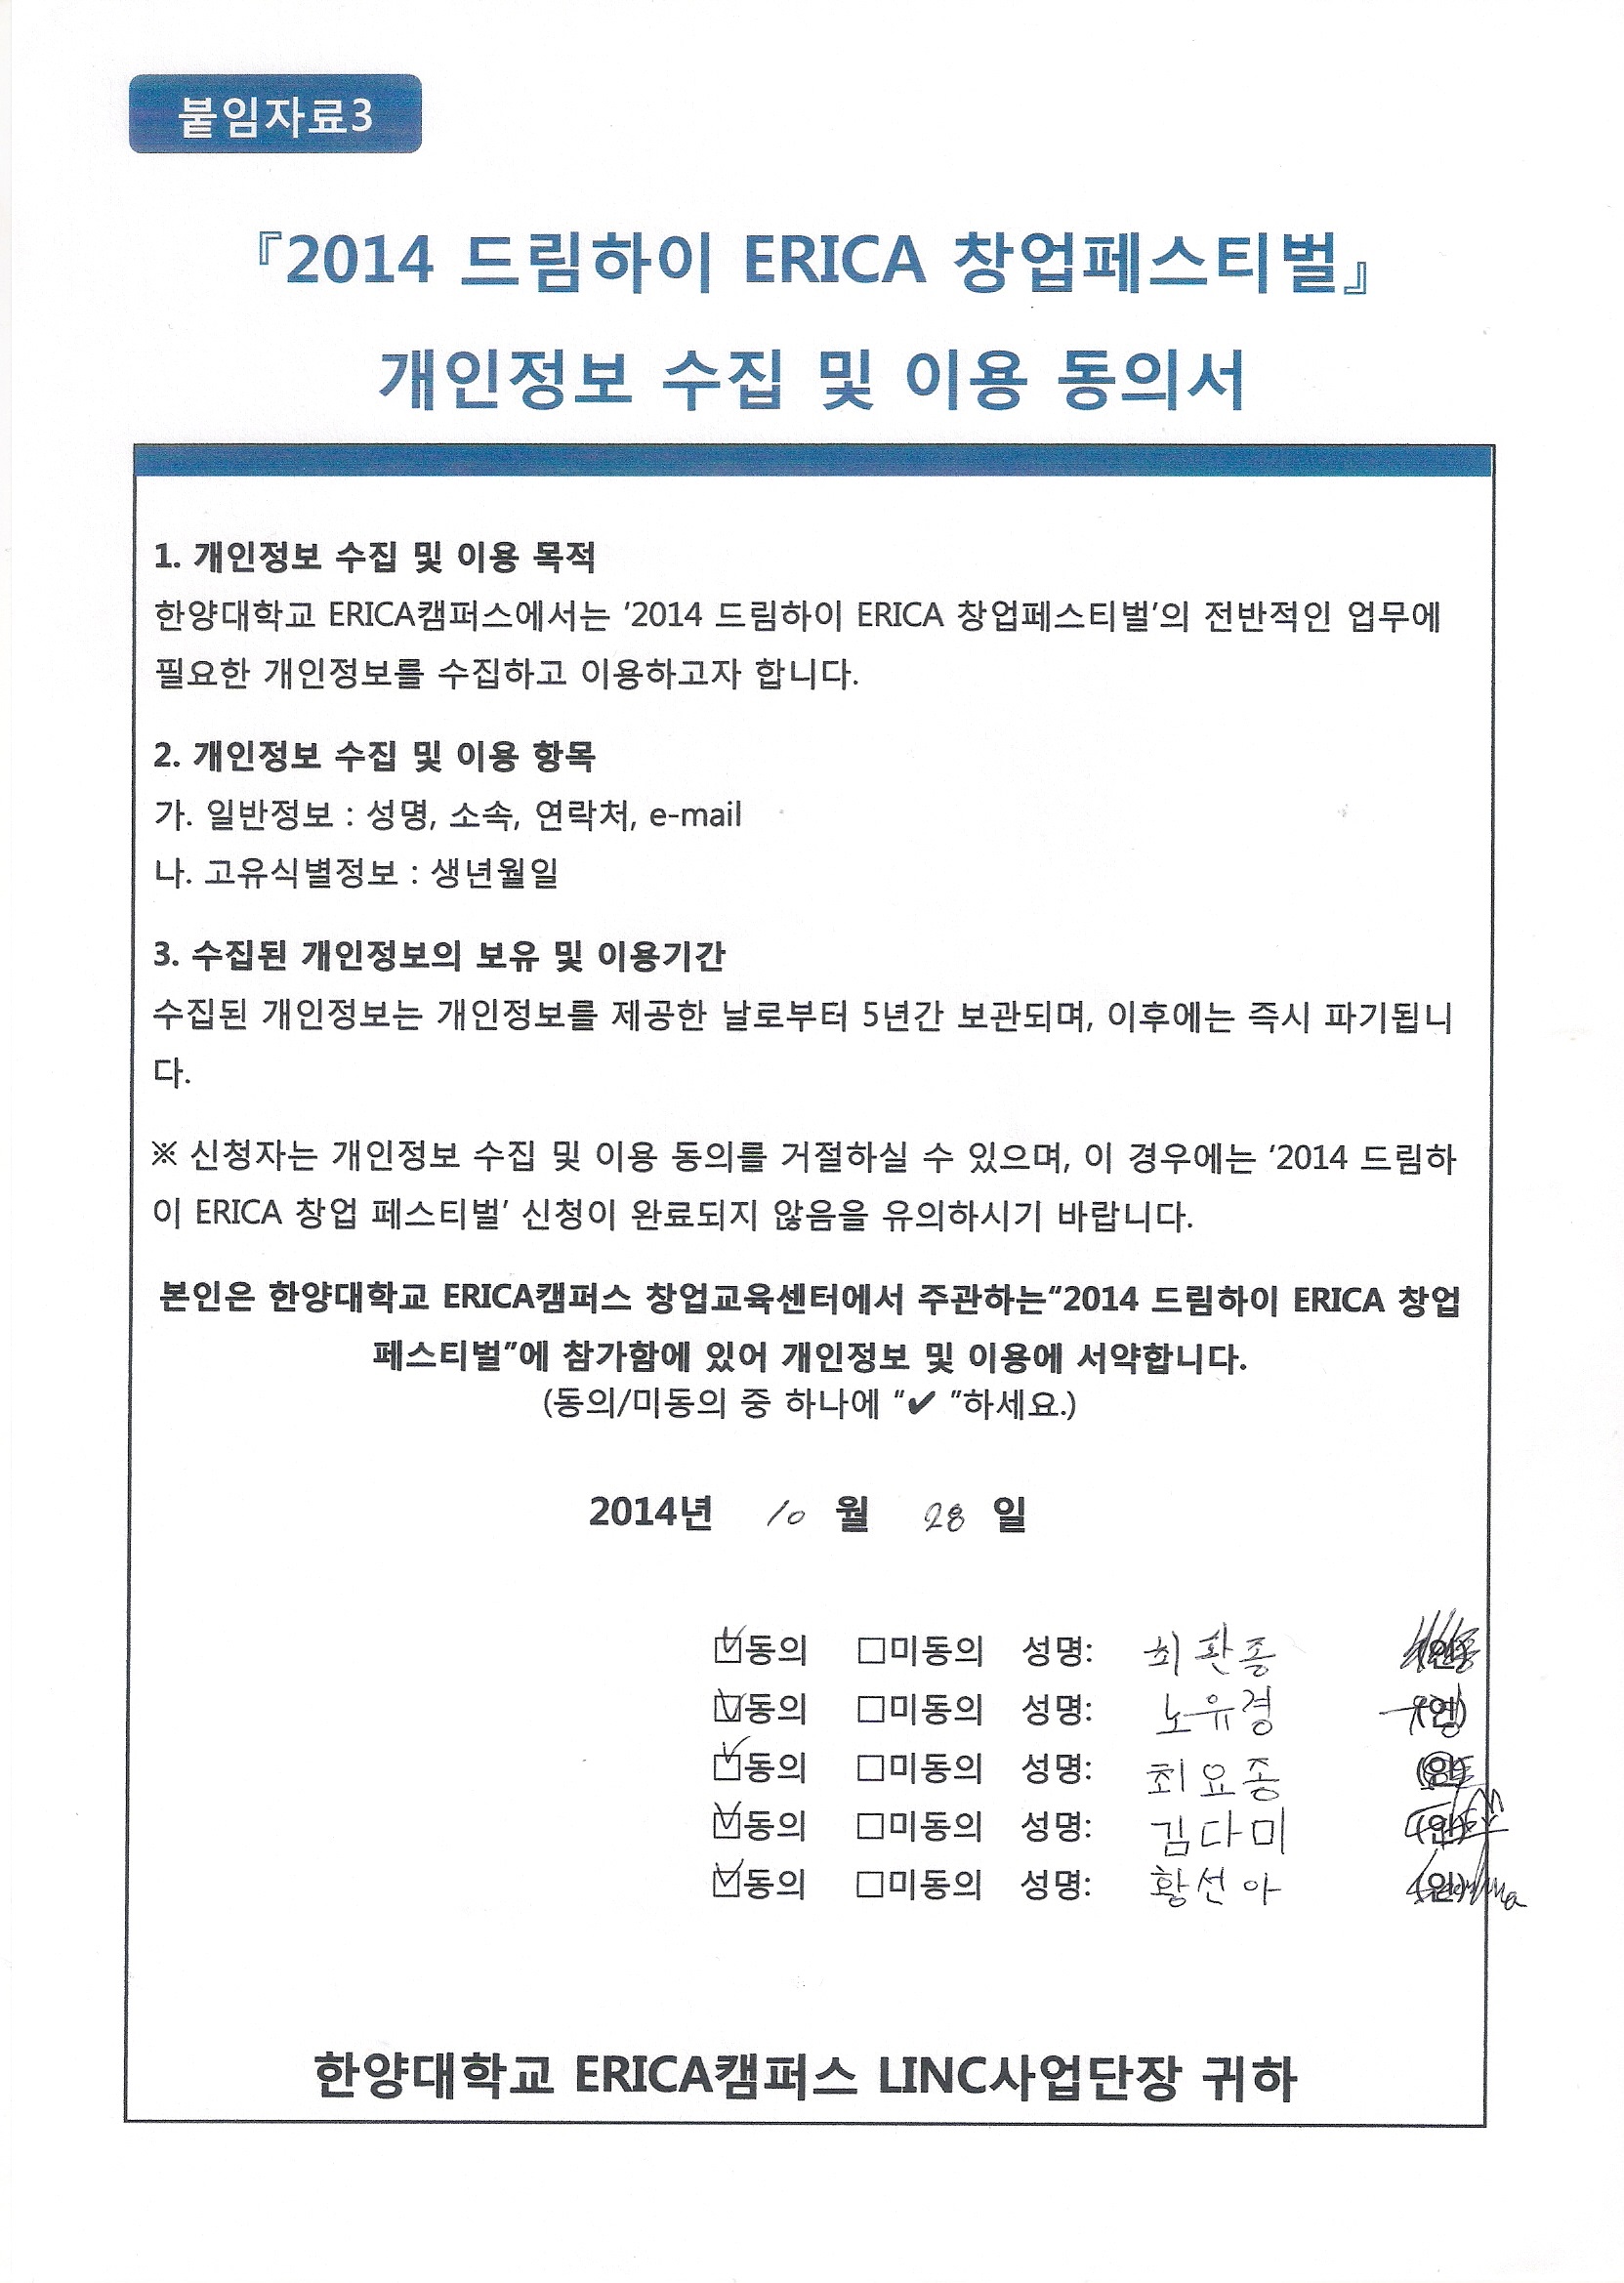 붙임자료3
『2014 드림하이 ERICA 창업페스티벌』
개인정보 수집 및 이용 동의서
1. 개인정보 수집 및 이용 목적
한양대학교 ERICA캠퍼스에서는 '2014 드림하이 ERICA 창업페스티벌'의 전반적인 업무에
필요한 개인정보를 수집하고 이용하고자 합니다.
2. 개인정보 수집 및 이용 항목
가. 일반정보 : 성명, 소속, 연락처, e-mail
나. 고유식별정보 : 생년월일
3. 수집된 개인정보의 보유 및 이용기간
수집된 개인정보는 개인정보를 제공한 날로부터 5년간 보관되며, 이후에는 즉시 파기됩니
다.
※ 신청자는 개인정보 수집 및 이용 동의를 거절하실 수 있으며, 이 경우에는 '2014 드림하
이 ERICA 창업 페스티벌' 신청이 완료되지 않음을 유의하시기 바랍니다.
본인은 한양대학교 ERICA캠퍼스 창업교육센터에서 주관하는"2014 드림하이 ERICA 창업
페스티벌"에 참가함에 있어 개인정보 및 이용에 서약합니다.
(동의/미동의 중 하나에 "✔ "하세요.)
2014년 10 월 28 일
☑동의 □미동의 성명: 최환종 (인)
☑동의 □미동의 성명: 노유경 (인)
☑동의 □미동의 성명: 최요종 (인)
☑동의 □미동의 성명: 김다미 (인)
☑동의 □미동의 성명: 황선아 (인)
한양대학교 ERICA캠퍼스 LINC사업단장 귀하